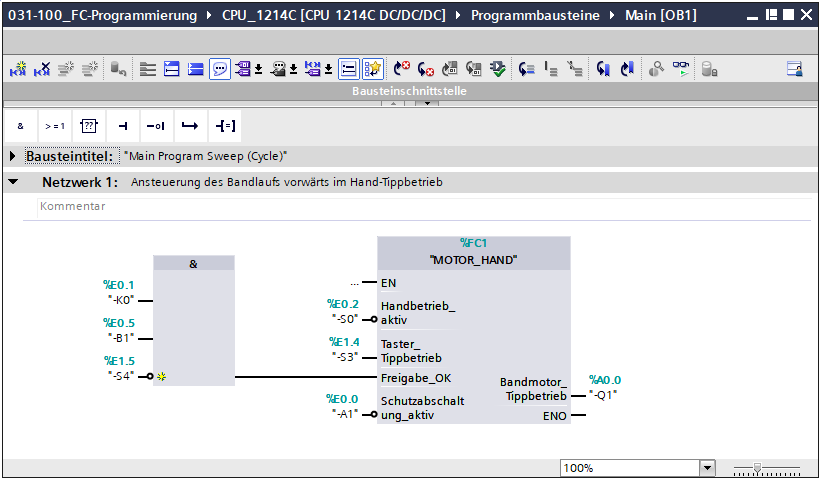 031-100_FC-Programmierung ▸ CPU_1214C [CPU 1214C DC/DC/DC] ▸ Programmbausteine ▸ Main [OB1]
Bausteinschnittstelle
& >=1 ?? -o| -[=]
Bausteintitel: "Main Program Sweep (Cycle)"
Netzwerk 1: Ansteuerung des Bandlaufs vorwärts im Hand-Tippbetrieb
Kommentar
&
%E0.1
"-K0"
%E0.5
"-B1"
%E1.5
"-S4"
%FC1
"MOTOR_HAND"
... EN
%E0.2
"-S0"
Handbetrieb_
aktiv
%E1.4
"-S3"
Taster_
Tippbetrieb
Freigabe_OK
%E0.0
"-A1"
Schutzabschalt
ung_aktiv
Bandmotor_
Tippbetrieb
%A0.0
"-Q1"
ENO
100%